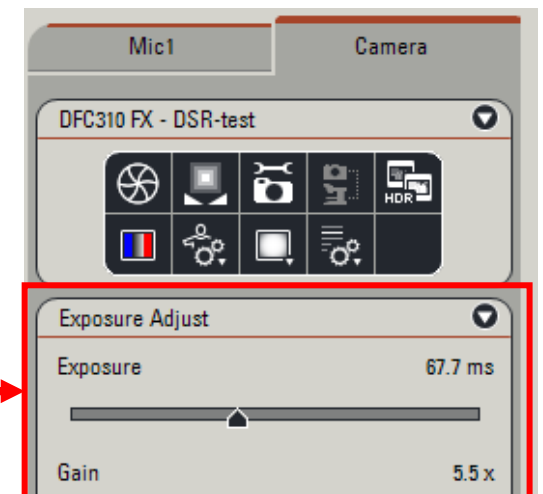 Mic1 Camera
DFC310 FX - DSR-test
HDR
Exposure Adjust
Exposure 67.7 ms
Gain 5.5 x